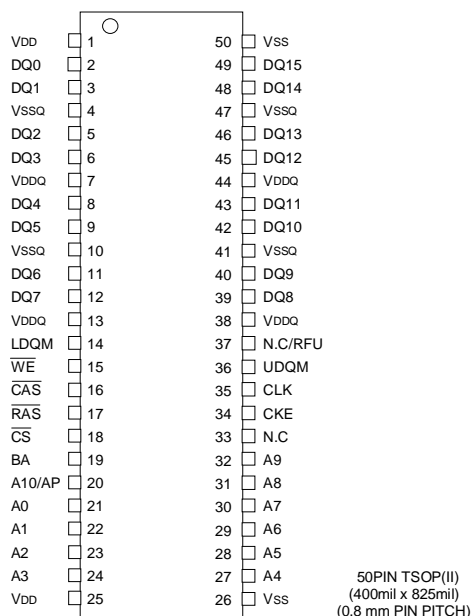 VDD 1 50 VSS
DQ0 2 49 DQ15
DQ1 3 48 DQ14
VSSQ 4 47 VSSQ
DQ2 5 46 DQ13
DQ3 6 45 DQ12
VDDQ 7 44 VDDQ
DQ4 8 43 DQ11
DQ5 9 42 DQ10
VSSQ 10 41 VSSQ
DQ6 11 40 DQ9
DQ7 12 39 DQ8
VDDQ 13 38 VDDQ
LDQM 14 37 N.C/RFU
WE 15 36 UDQM
CAS 16 35 CLK
RAS 17 34 CKE
CS 18 33 N.C
BA 19 32 A9
A10/AP 20 31 A8
A0 21 30 A7
A1 22 29 A6
A2 23 28 A5
A3 24 27 A4
VDD 25 26 VSS
50PIN TSOP(II)
(400mil x 825mil)
(0.8 mm PIN PITCH)